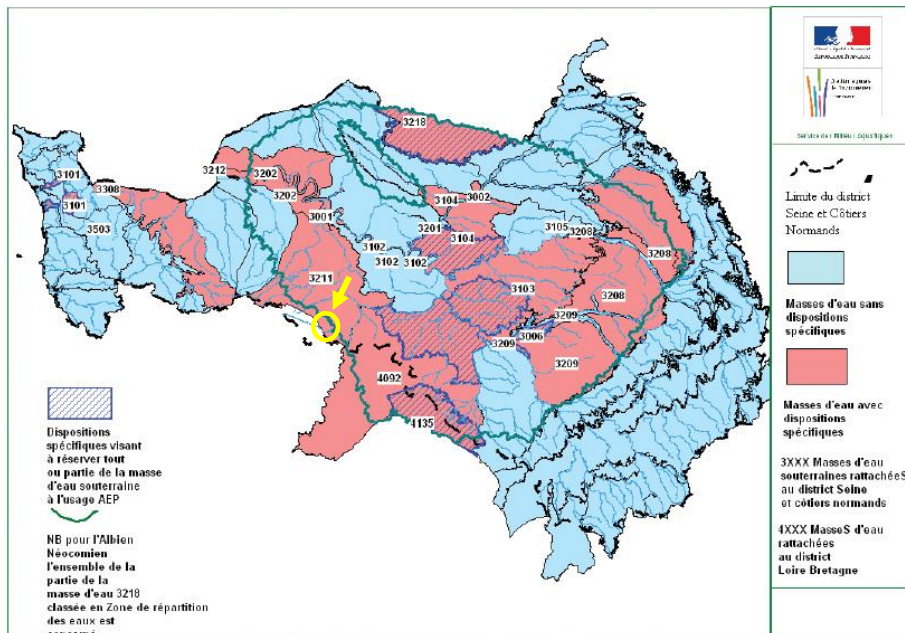 3218
3101
3308
3101
3503
3212
3202
3202
3001
3104
3002
3201
3104
3105
3208
3208
3102
3102
3102
3211
3103
3208
3209
3006
3209
3209
4092
4135
Dispositions
spécifiques visant
à réserver tout
ou partie de la masse
d'eau souterraine
à l'usage AEP
NB pour l'Albien
Néocomien
l'ensemble de la
partie de la
masse d'eau 3218
classée en Zone de répartition
des eaux est
Limite du district
Seine et Côtiers
Normands
Masses d'eau sans
dispositions
spécifiques
Masses d'eau avec
dispositions
spécifiques
3XXX Masses d'eau
souterraines rattachéeS
au district Seine
et côtiers normands
4XXX MasseS d'eau
rattachées
au district
Loire Bretagne